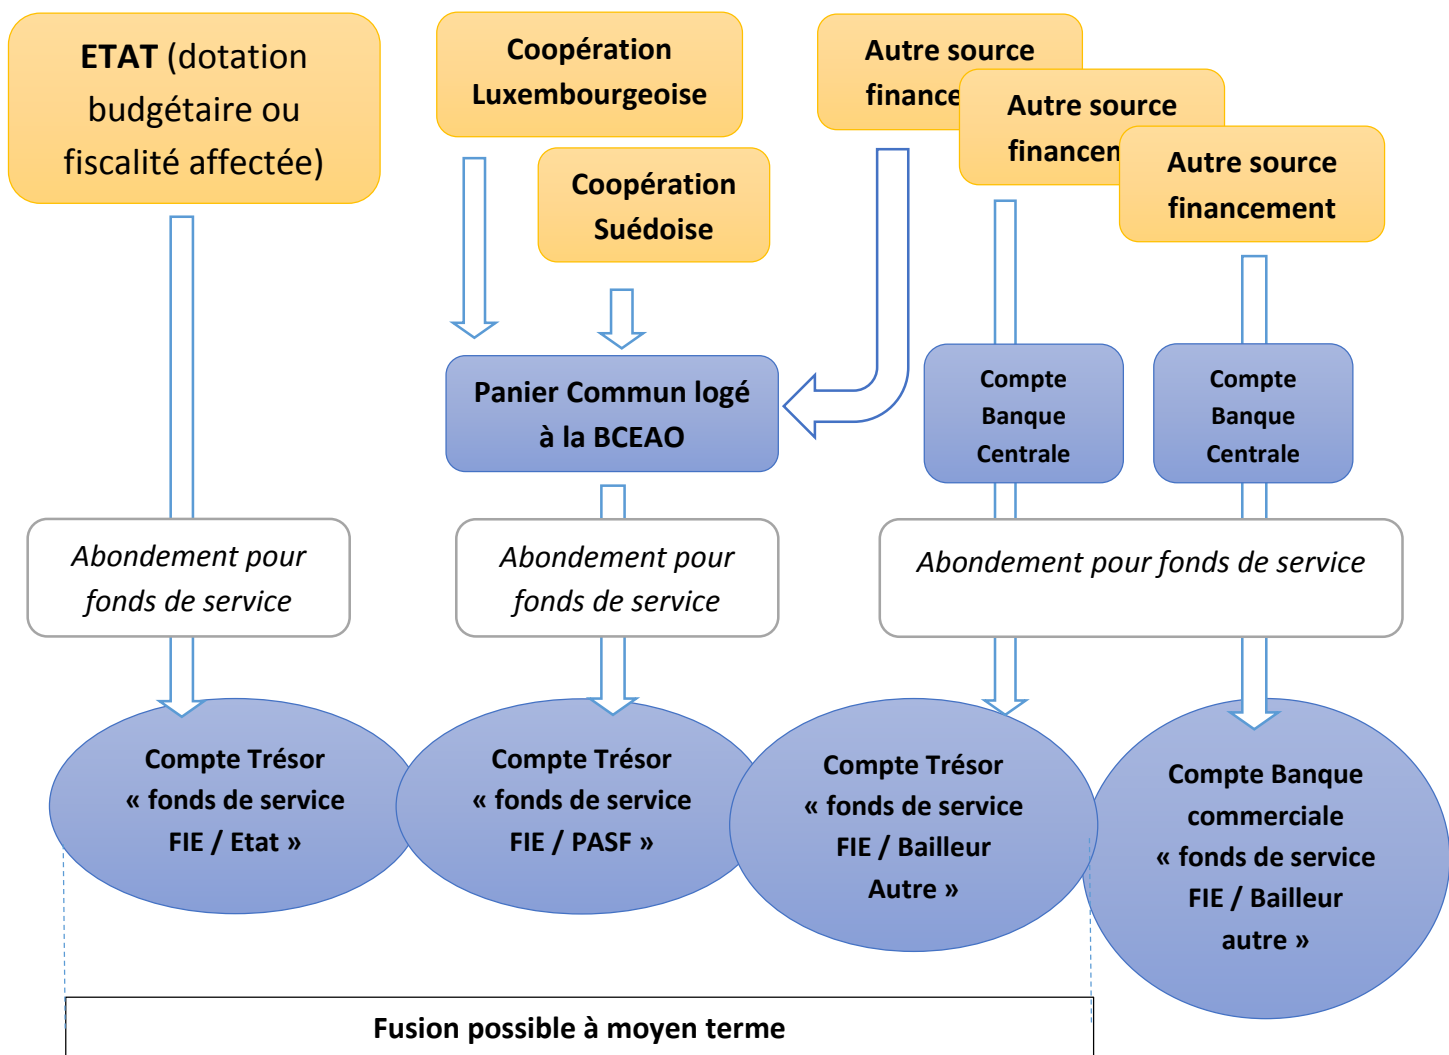 ETAT (dotation
budgétaire ou
fiscalité affectée)
Coopération
Luxembourgeoise
Coopération
Suédoise
Autre source
finance
Autre source
financen
Autre source
financement
Panier Commun logé
à la BCEAO
Compte
Banque
Centrale
Compte
Banque
Centrale
Abondement pour
fonds de service
Abondement pour
fonds de service
Abondement pour fonds de service
Compte Trésor
« fonds de service
FIE / Etat »
Compte Trésor
« fonds de service
FIE / PASF »
Compte Trésor
« fonds de service
FIE / Bailleur
Autre »
Compte Banque
commerciale
« fonds de service
FIE / Bailleur
autre »
Fusion possible à moyen terme